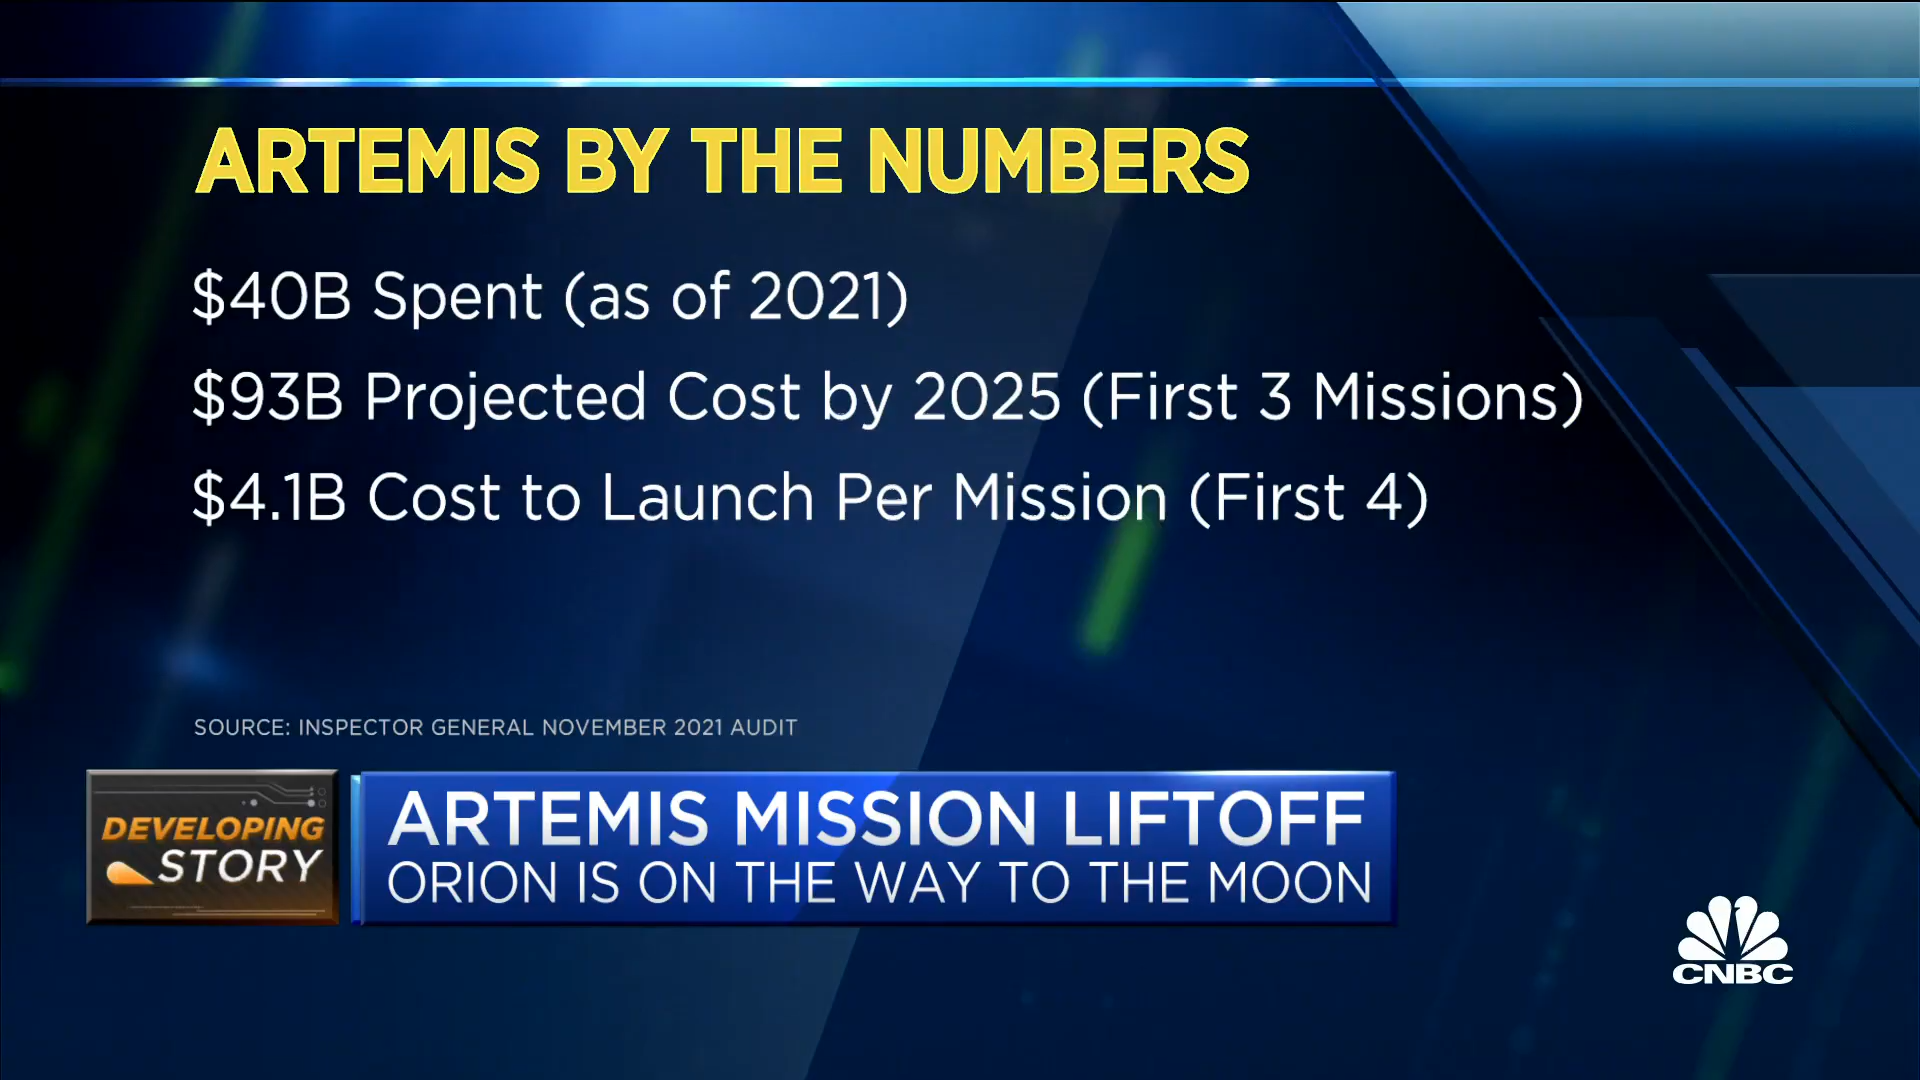 ARTEMIS BY THE NUMBERS
$40B Spent (as of 2021)
$93B Projected Cost by 2025 (First 3 Missions)
$4.1B Cost to Launch Per Mission (First 4)
SOURCE: INSPECTOR GENERAL NOVEMBER 2021 AUDIT
DEVELOPING
STORY
ARTEMIS MISSION LIFTOFF
ORION IS ON THE WAY TO THE MOON
CNBC